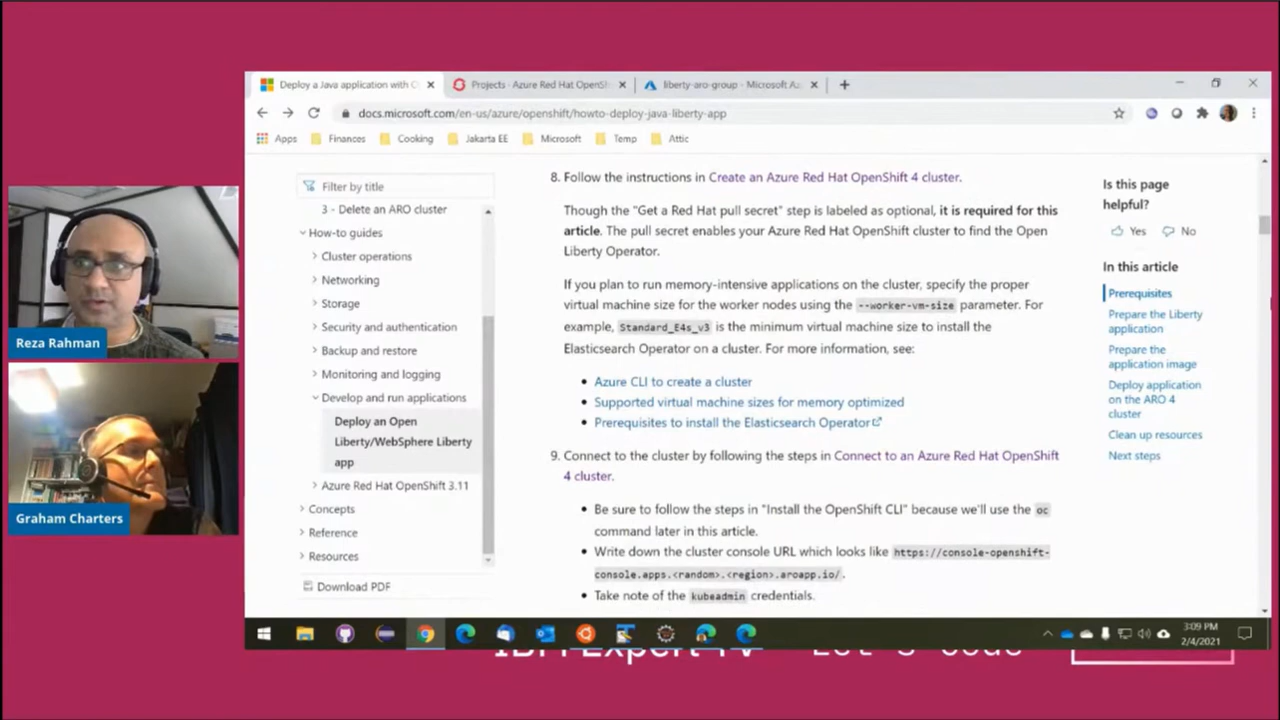 Deploy a Java application with O
Projects - Azure Red Hat OpenShi
liberty-aro-group - Microsoft Az
docs.microsoft.com/en-us/azure/openshift/howto-deploy-java-liberty-app
Apps
Finances
Cooking
Jakarta EE
Microsoft
Temp
Attic
Filter by title
3 - Delete an ARO cluster
How-to guides
Cluster operations
Networking
Storage
Security and authentication
Backup and restore
Monitoring and logging
Develop and run applications
Deploy an Open
Liberty/WebSphere Liberty
app
Azure Red Hat OpenShift 3.11
Concepts
Reference
Resources
Download PDF
8. Follow the instructions in Create an Azure Red Hat OpenShift 4 cluster.
Though the "Get a Red Hat pull secret" step is labeled as optional, it is required for this
article. The pull secret enables your Azure Red Hat OpenShift cluster to find the Open
Liberty Operator.
If you plan to run memory-intensive applications on the cluster, specify the proper
virtual machine size for the worker nodes using the --worker-vm-size parameter. For
example, Standard_E4s_v3 is the minimum virtual machine size to install the
Elasticsearch Operator on a cluster. For more information, see:
• Azure CLI to create a cluster
• Supported virtual machine sizes for memory optimized
• Prerequisites to install the Elasticsearch Operator
9. Connect to the cluster by following the steps in Connect to an Azure Red Hat OpenShift
4 cluster.
• Be sure to follow the steps in "Install the OpenShift CLI" because we'll use the oc
command later in this article.
• Write down the cluster console URL which looks like https://console-openshift-
console.apps.<random>.<region>.aroapp.io/.
• Take note of the kubeadmin credentials.
Is this page
helpful?
Yes
No
In this article
Prerequisites
Prepare the Liberty
application
Prepare the
application image
Deploy application
on the ARO 4
cluster
Clean up resources
Next steps
Reza Rahman
Graham Charters
3:09 PM
2/4/2021
IBM Expert TV Let's Code